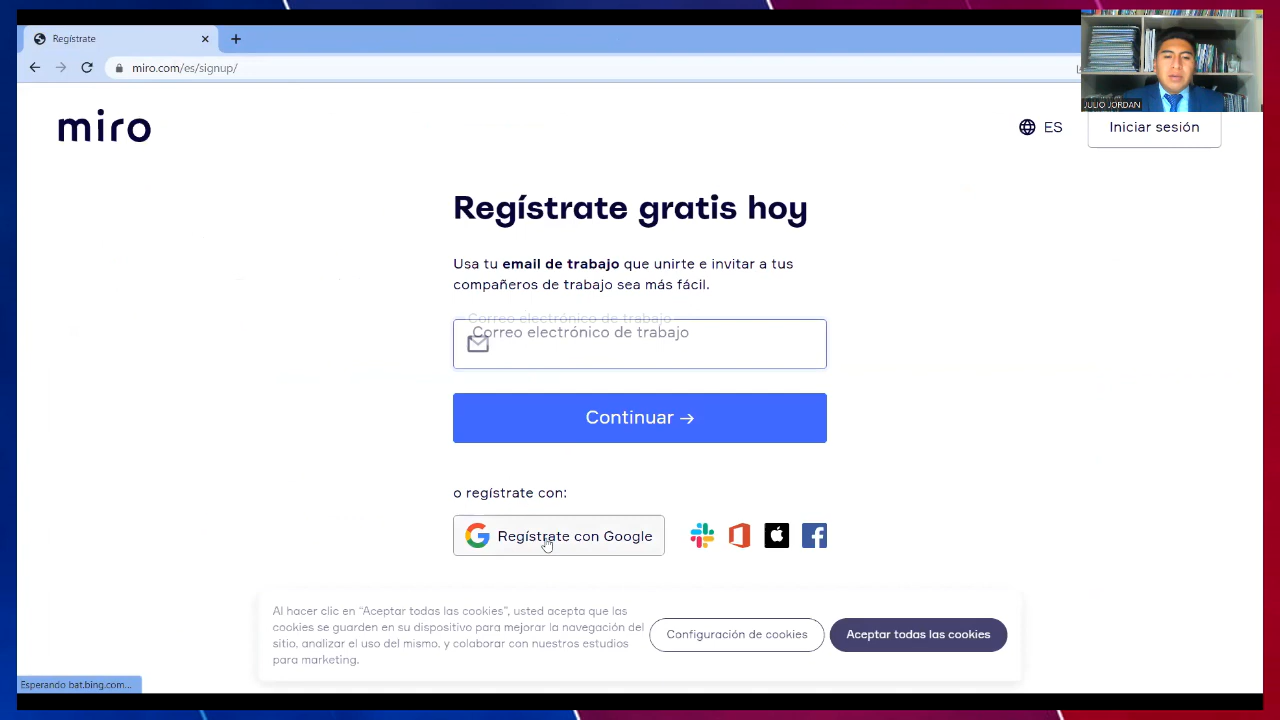 Regístrate
miro.com/es/signup/
JULIO JORDAN
miro
ES
Iniciar sesión
Regístrate gratis hoy
Usa tu email de trabajo que unirte e invitar a tus
compañeros de trabajo sea más fácil.
Correo electrónico de trabajo
Correo electrónico de trabajo
Continuar →
o regístrate con:
Regístrate con Google
Al hacer clic en “Aceptar todas las cookies”, usted acepta que las
cookies se guarden en su dispositivo para mejorar la navegación del
sitio, analizar el uso del mismo, y colaborar con nuestros estudios
para marketing.
Configuración de cookies
Aceptar todas las cookies
Esperando bat.bing.com...